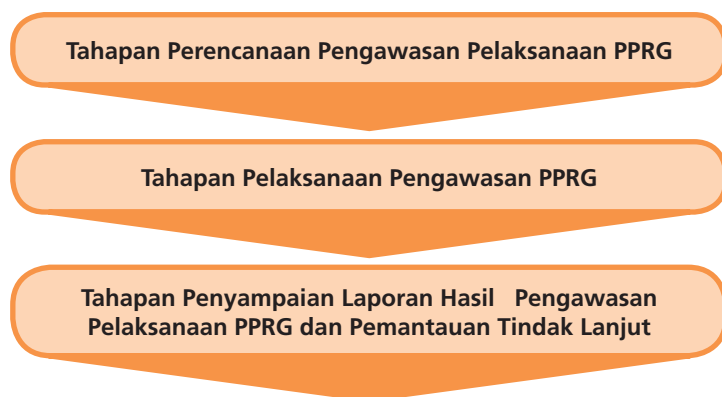 Tahapan Perencanaan Pengawasan Pelaksanaan PPRG
Tahapan Pelaksanaan Pengawasan PPRG
Tahapan Penyampaian Laporan Hasil Pengawasan
Pelaksanaan PPRG dan Pemantauan Tindak Lanjut